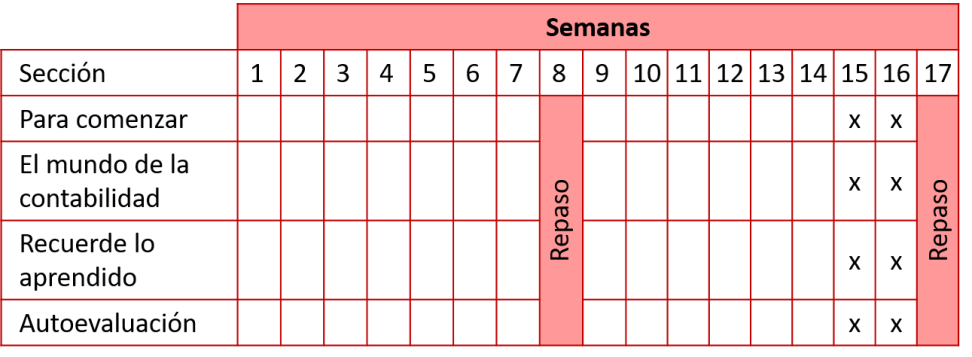 Semanas
Sección 1 2 3 4 5 6 7 8 9 10 11 12 13 14 15 16 17
Para comenzar x x
El mundo de la
contabilidad x x
Recuerde lo
aprendido x x
Autoevaluación x x
Repaso
Repaso